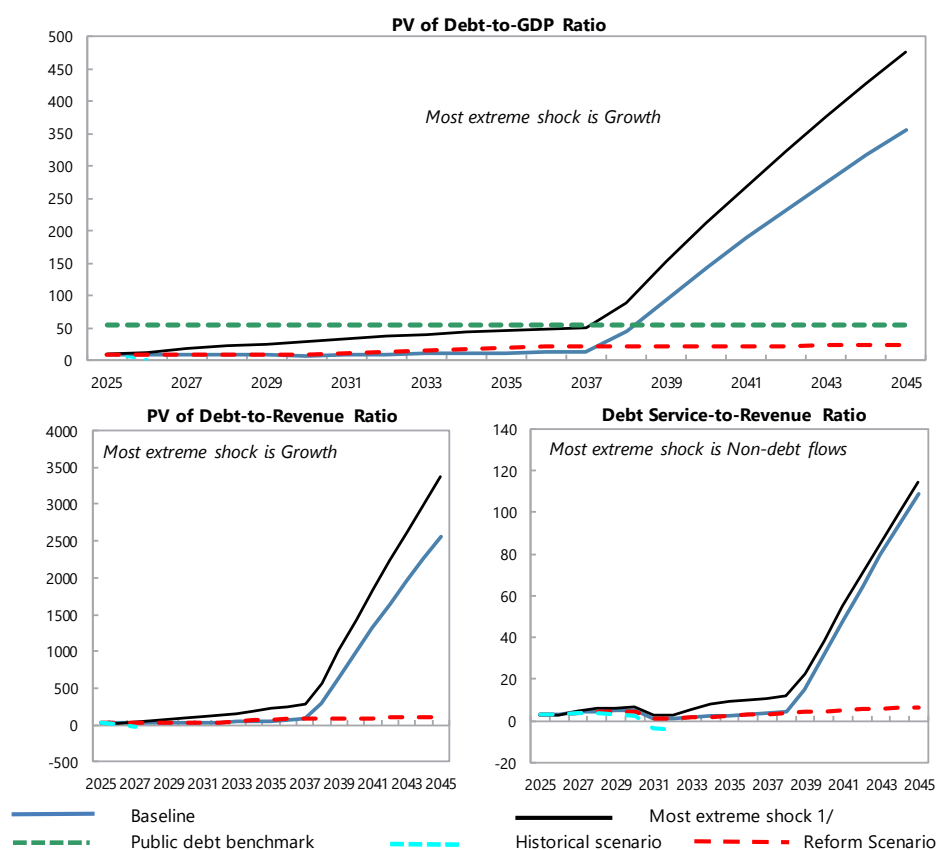 PV of Debt-to-GDP Ratio
500
450
400
350
300
250
200
150
100
50
0
Most extreme shock is Growth
2025 2027 2029 2031 2033 2035 2037 2039 2041 2043 2045
PV of Debt-to-Revenue Ratio
4000
3500
3000
2500
2000
1500
1000
500
0
-500
Most extreme shock is Growth
2025 2027 2029 2031 2033 2035 2037 2039 2041 2043 2045
Debt Service-to-Revenue Ratio
140
120
100
80
60
40
20
0
-20
Most extreme shock is Non-debt flows
2025 2027 2029 2031 2033 2035 2037 2039 2041 2043 2045
Baseline Most extreme shock 1/
Public debt benchmark Historical scenario Reform Scenario